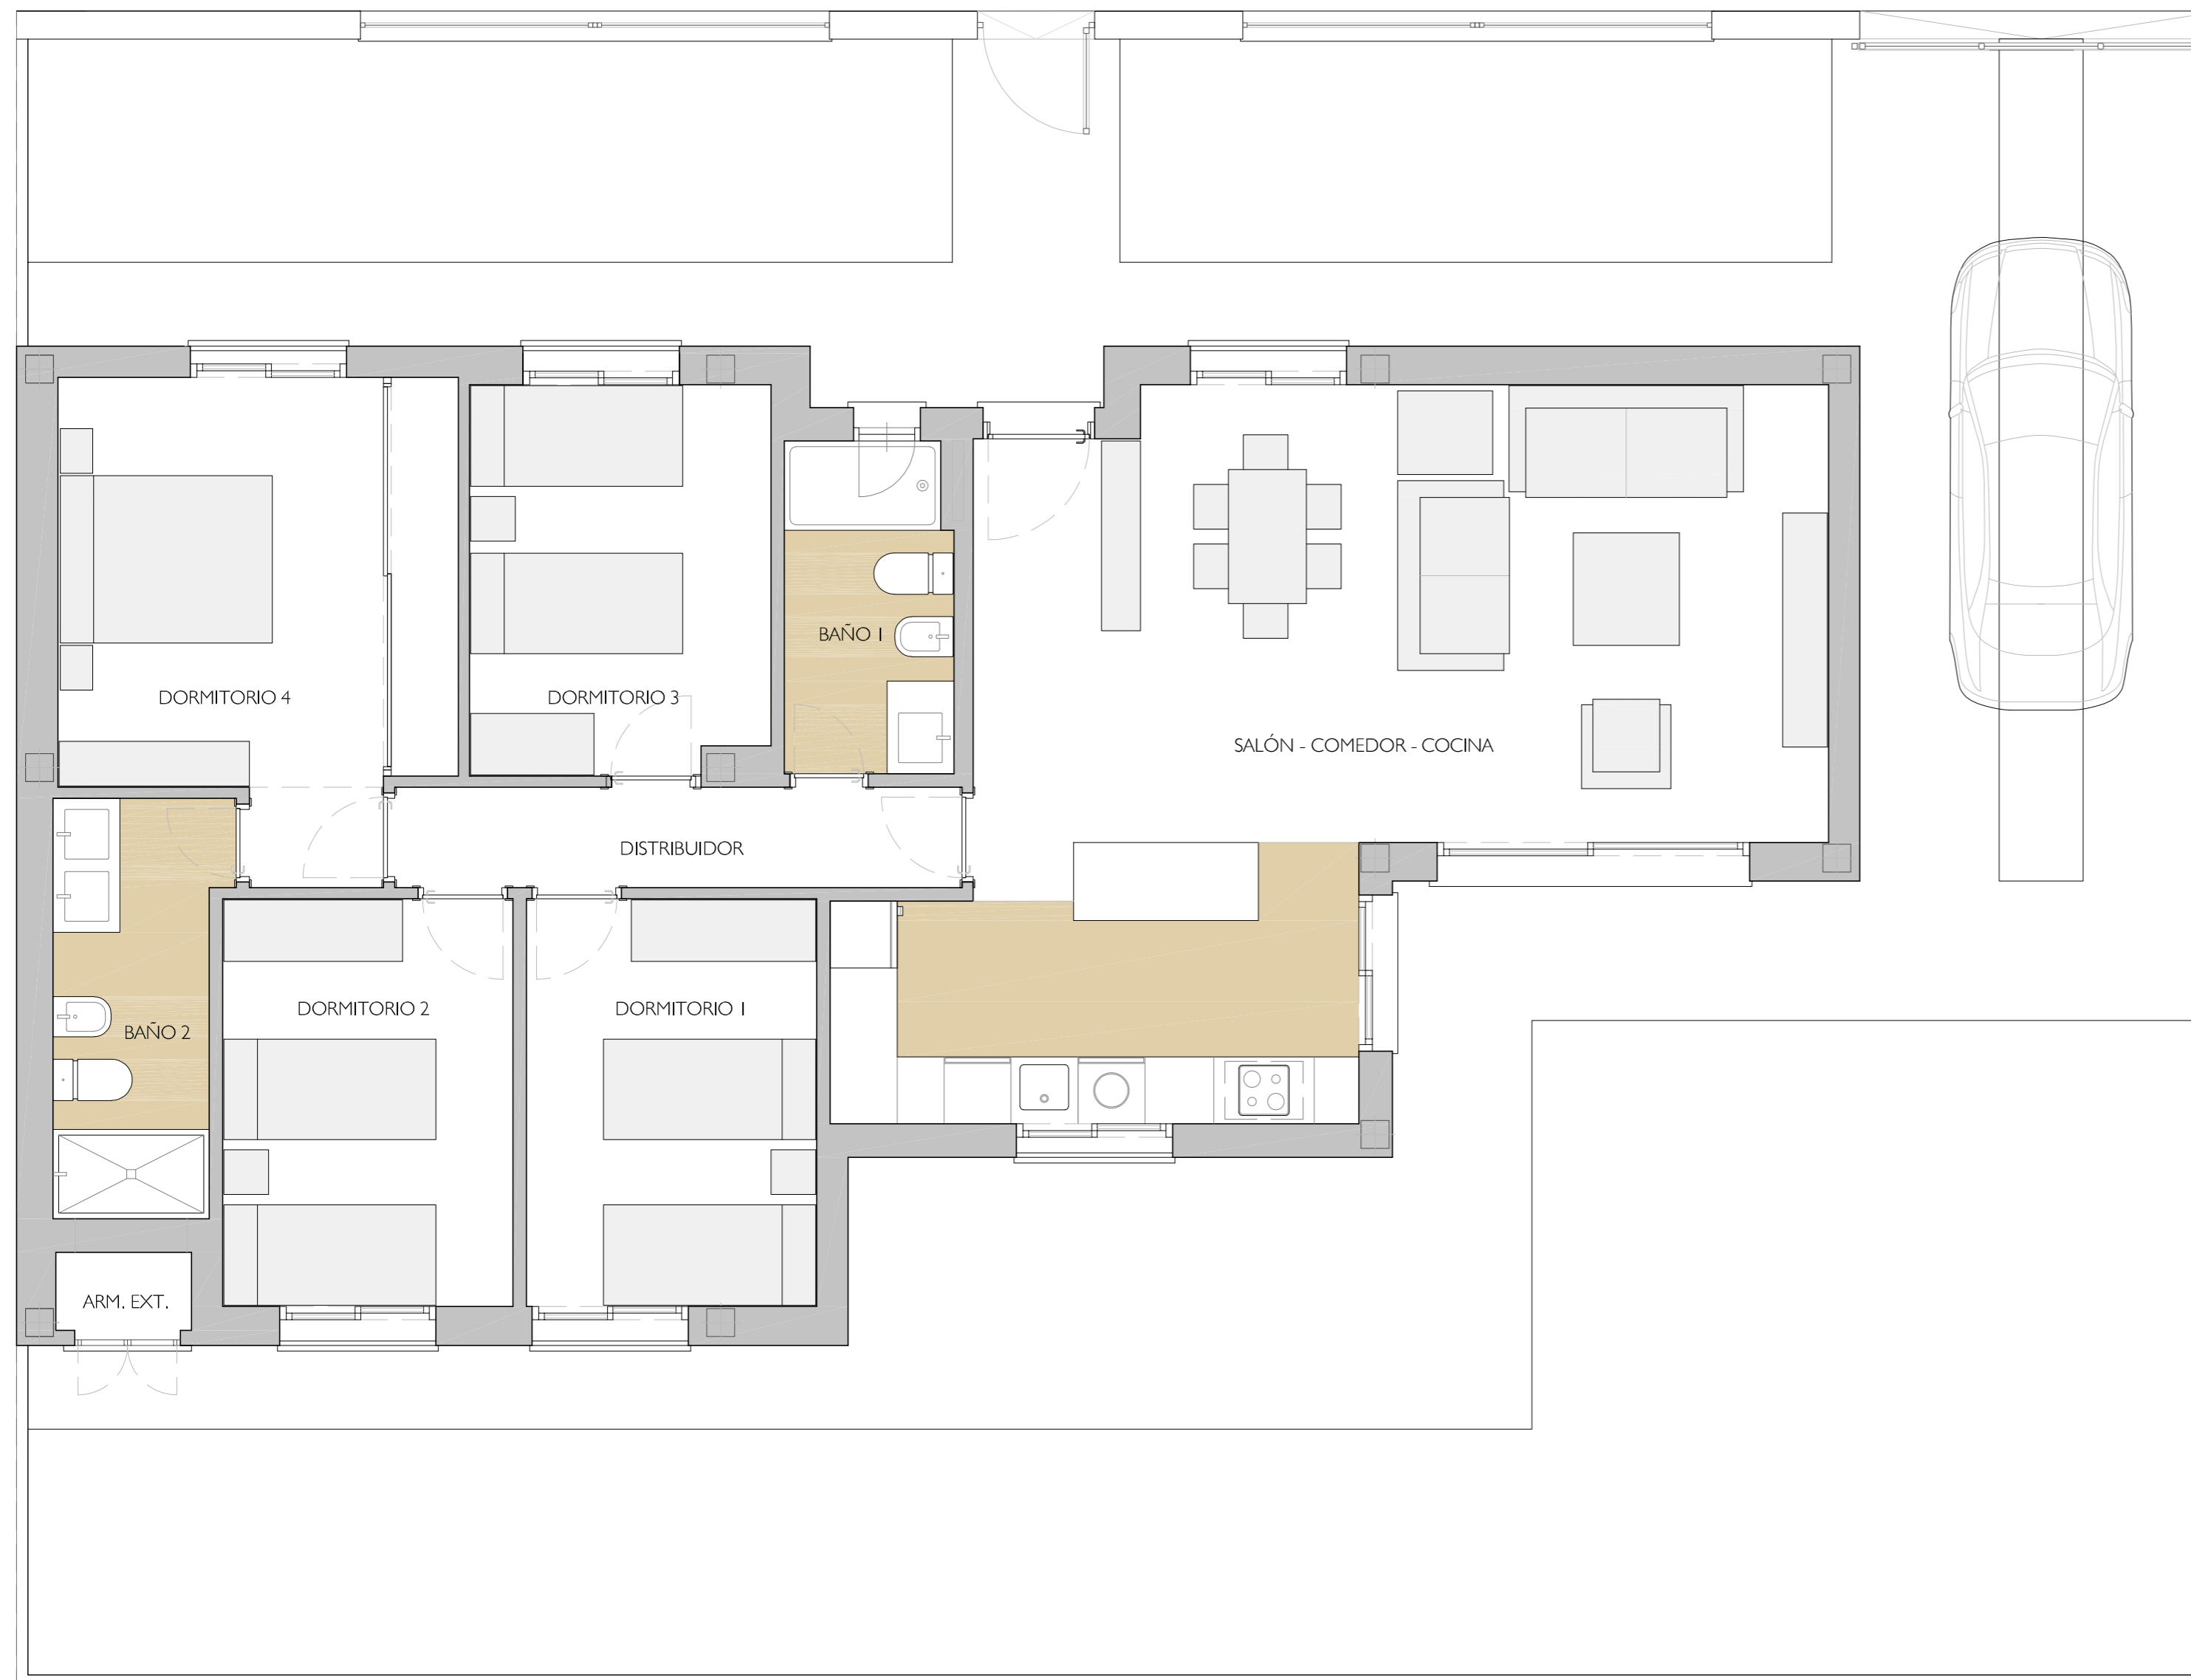 DORMITORIO 4
DORMITORIO 3
BAÑO 1
SALÓN - COMEDOR - COCINA
DISTRIBUIDOR
DORMITORIO 2
DORMITORIO 1
BAÑO 2
ARM. EXT.